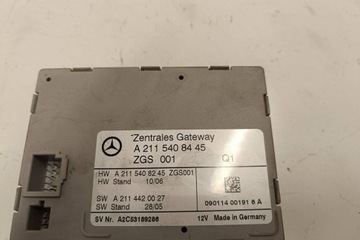 Zentrales Gateway
A 211 540 84 45
ZGS 001 Q1
HW A 211 540 82 45 ZGS001
HW Stand 10/06
SW A 211 442 00 27
SW Stand 28/05
090114 00191 6 A
SV Nr. A2C53189286 12V Made in Germany